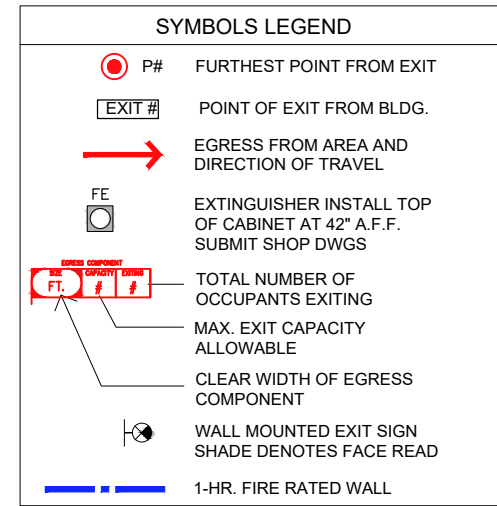 SYMBOLS LEGEND
P# FURTHEST POINT FROM EXIT
EXIT # POINT OF EXIT FROM BLDG.
EGRESS FROM AREA AND
DIRECTION OF TRAVEL
FE
EXTINGUISHER INSTALL TOP
OF CABINET AT 42" A.F.F.
SUBMIT SHOP DWGS
EGRESS COMPONENT
SIZE CAPACITY EXITING
FT. # #
TOTAL NUMBER OF
OCCUPANTS EXITING
MAX. EXIT CAPACITY
ALLOWABLE
CLEAR WIDTH OF EGRESS
COMPONENT
WALL MOUNTED EXIT SIGN
SHADE DENOTES FACE READ
1-HR. FIRE RATED WALL